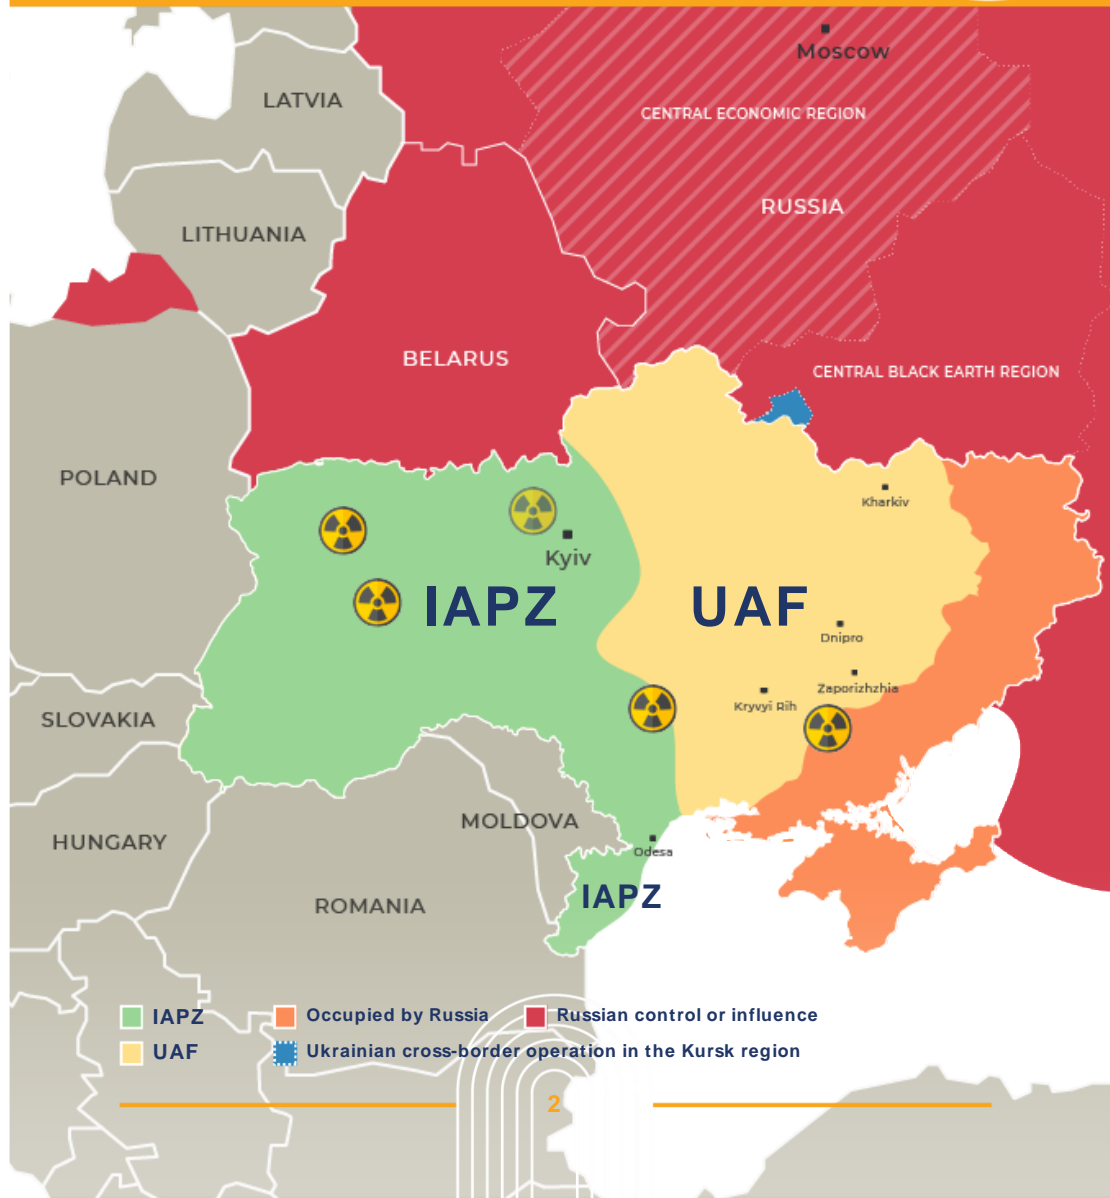 Moscow
LATVIA
CENTRAL ECONOMIC REGION
RUSSIA
LITHUANIA
BELARUS
CENTRAL BLACK EARTH REGION
POLAND
Kharkiv
Kyiv
IAPZ
UAF
Dnipro
Zaporizhzhia
Kryvyi Rih
SLOVAKIA
MOLDOVA
HUNGARY
Odesa
IAPZ
ROMANIA
IAPZ
Occupied by Russia
Russian control or influence
UAF
Ukrainian cross-border operation in the Kursk region
2